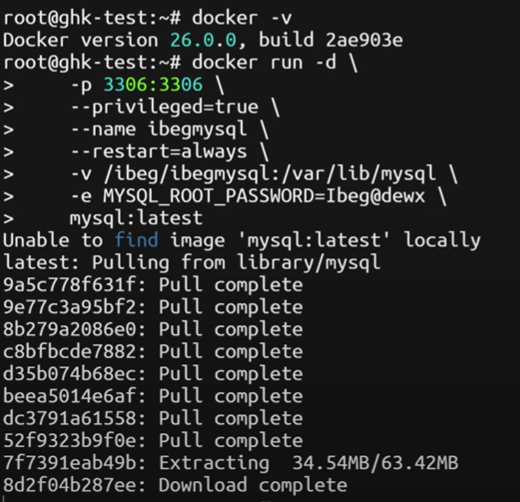 root@ghk-test:~# docker -v
Docker version 26.0.0, build 2ae903e
root@ghk-test:~# docker run -d \
>     -p 3306:3306 \
>     --privileged=true \
>     --name ibegmysql \
>     --restart=always \
>     -v /ibeg/ibegmysql:/var/lib/mysql \
>     -e MYSQL_ROOT_PASSWORD=Ibeg@dewx \
>     mysql:latest
Unable to find image 'mysql:latest' locally
latest: Pulling from library/mysql
9a5c778f631f: Pull complete
9e77c3a95bf2: Pull complete
8b279a2086e0: Pull complete
c8bfbcde7882: Pull complete
d35b074b68ec: Pull complete
beea5014e6af: Pull complete
dc3791a61558: Pull complete
52f9323b9f0e: Pull complete
7f7391eab49b: Extracting  34.54MB/63.42MB
8d2f04b287ee: Download complete